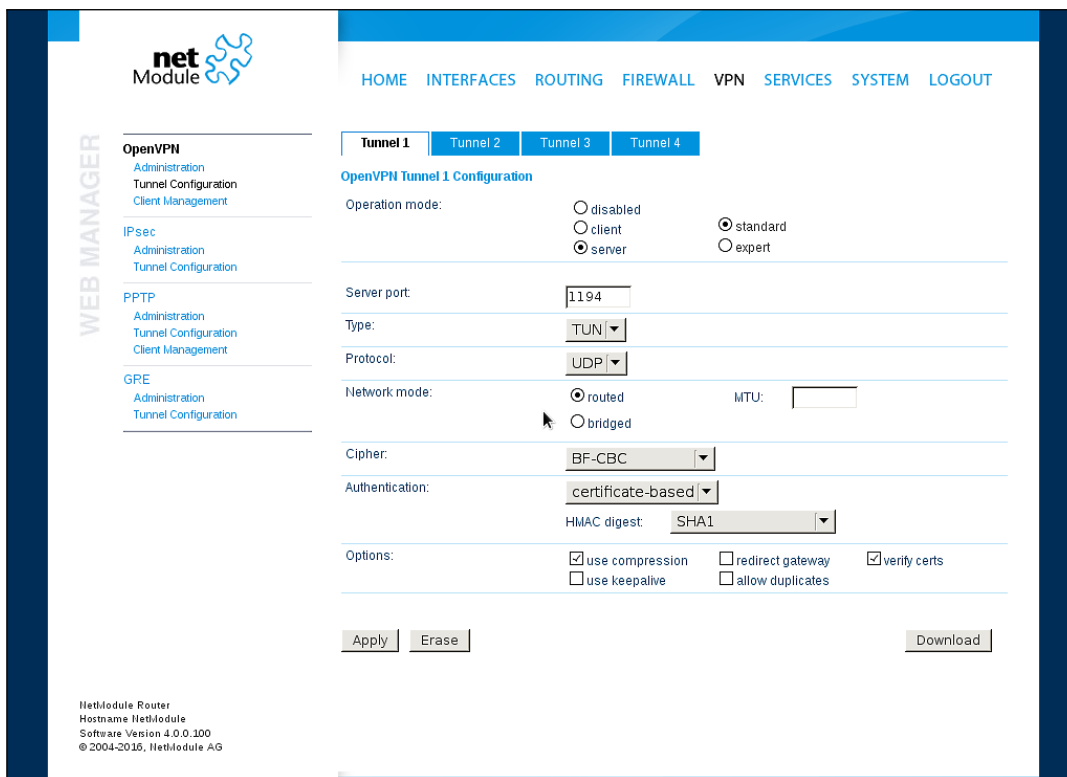 net
Module
HOME INTERFACES ROUTING FIREWALL VPN SERVICES SYSTEM LOGOUT
WEB MANAGER
OpenVPN
Administration
Tunnel Configuration
Client Management
IPsec
Administration
Tunnel Configuration
PPTP
Administration
Tunnel Configuration
Client Management
GRE
Administration
Tunnel Configuration
Tunnel 1 Tunnel 2 Tunnel 3 Tunnel 4
OpenVPN Tunnel 1 Configuration
Operation mode:
disabled
client
server
standard
expert
Server port: 1194
Type: TUN
Protocol: UDP
Network mode: routed MTU:
bridged
Cipher: BF-CBC
Authentication: certificate-based
HMAC digest: SHA1
Options: use compression redirect gateway verify certs
use keepalive allow duplicates
Apply Erase Download
NetModule Router
Hostname NetModule
Software Version 4.0.0.100
© 2004-2016, NetModule AG